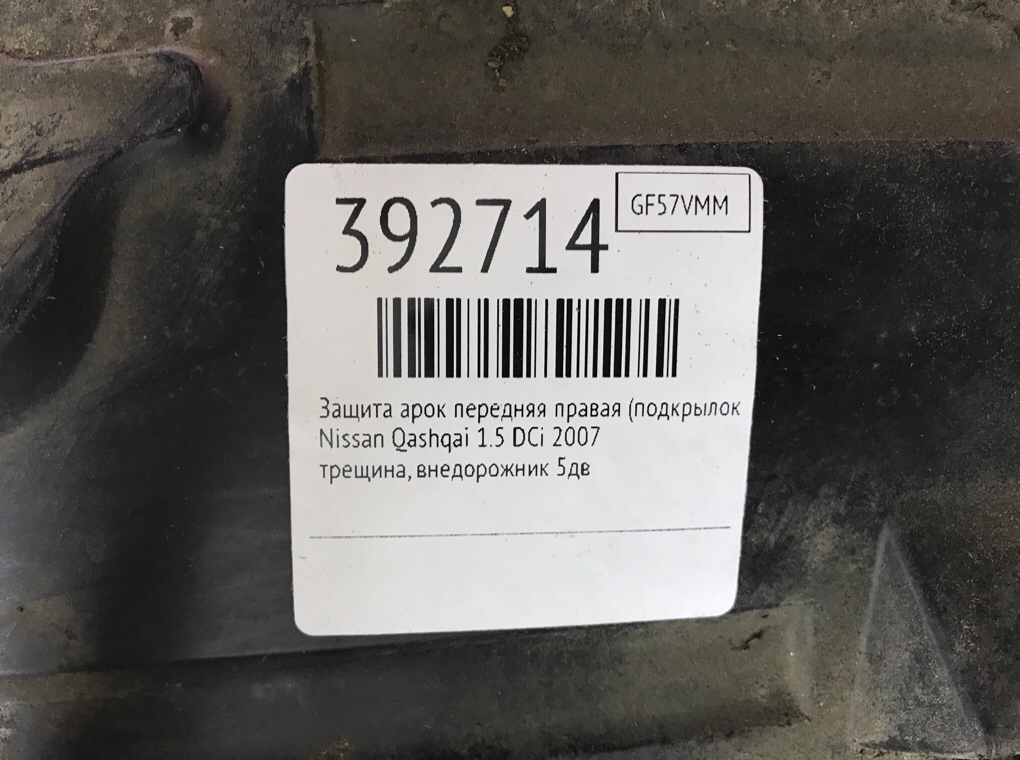 392714
GF57VMM
Защита арок передняя правая (подкрылок
Nissan Qashqai 1.5 DCi 2007
трещина, внедорожник 5дв